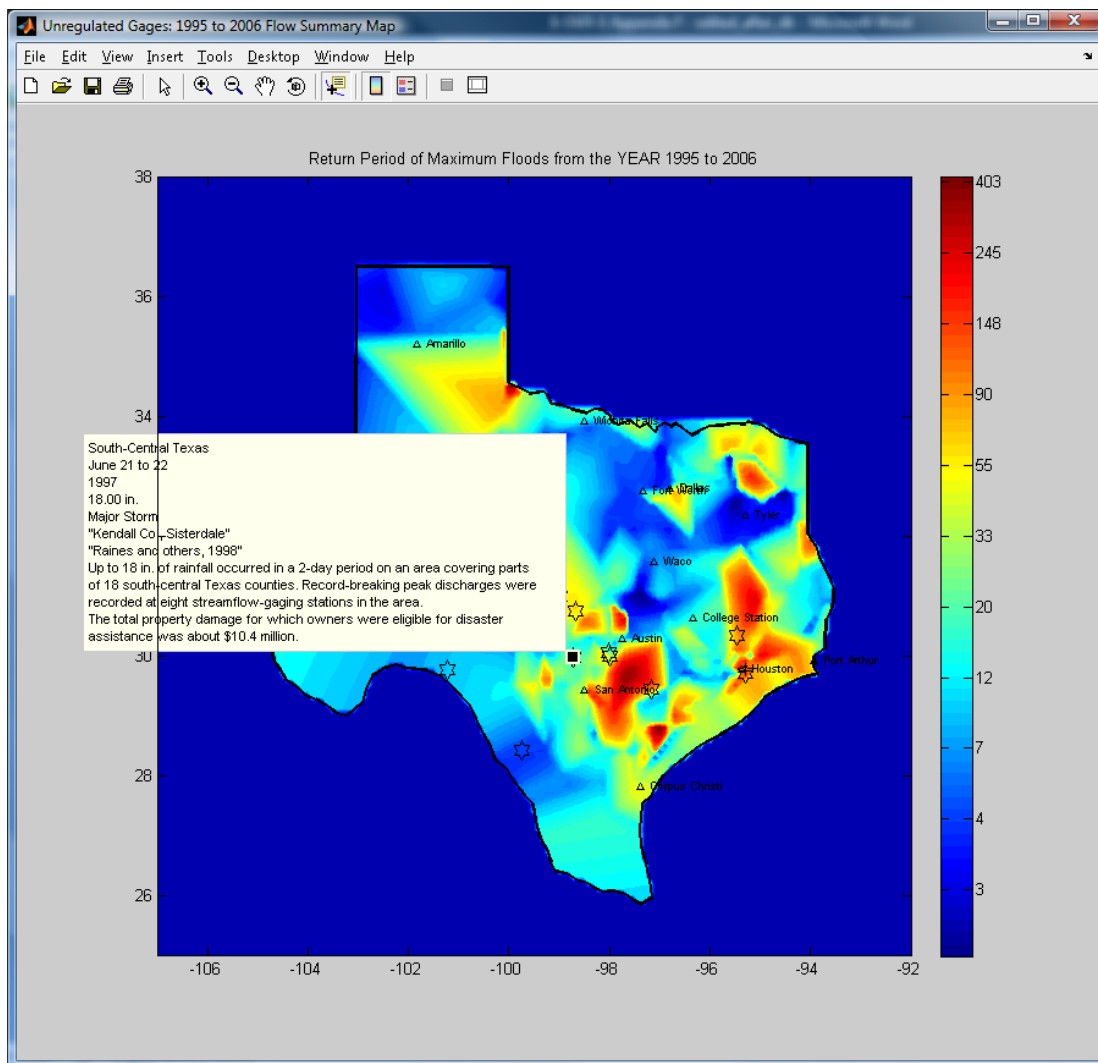 Unregulated Gages: 1995 to 2006 Flow Summary Map
File Edit View Insert Tools Desktop Window Help
Return Period of Maximum Floods from the YEAR 1995 to 2006
38
36
34
30
28
26
-106
-104
-102
-100
-98
-96
-94
-92
403
245
148
90
55
33
20
12
7
4
3
Amarillo
Wichita Falls
Fort Worth
Dallas
Tyler
Waco
College Station
Austin
Houston
Port Arthur
San Antonio
Corpus Christi
South-Central Texas
June 21 to 22
1997
18.00 in.
Major Storm
"Kendall Co., Sisterdale"
"Raines and others, 1998"
Up to 18 in. of rainfall occurred in a 2-day period on an area covering parts
of 18 south-central Texas counties. Record-breaking peak discharges were
recorded at eight streamflow-gaging stations in the area.
The total property damage for which owners were eligible for disaster
assistance was about $10.4 million.